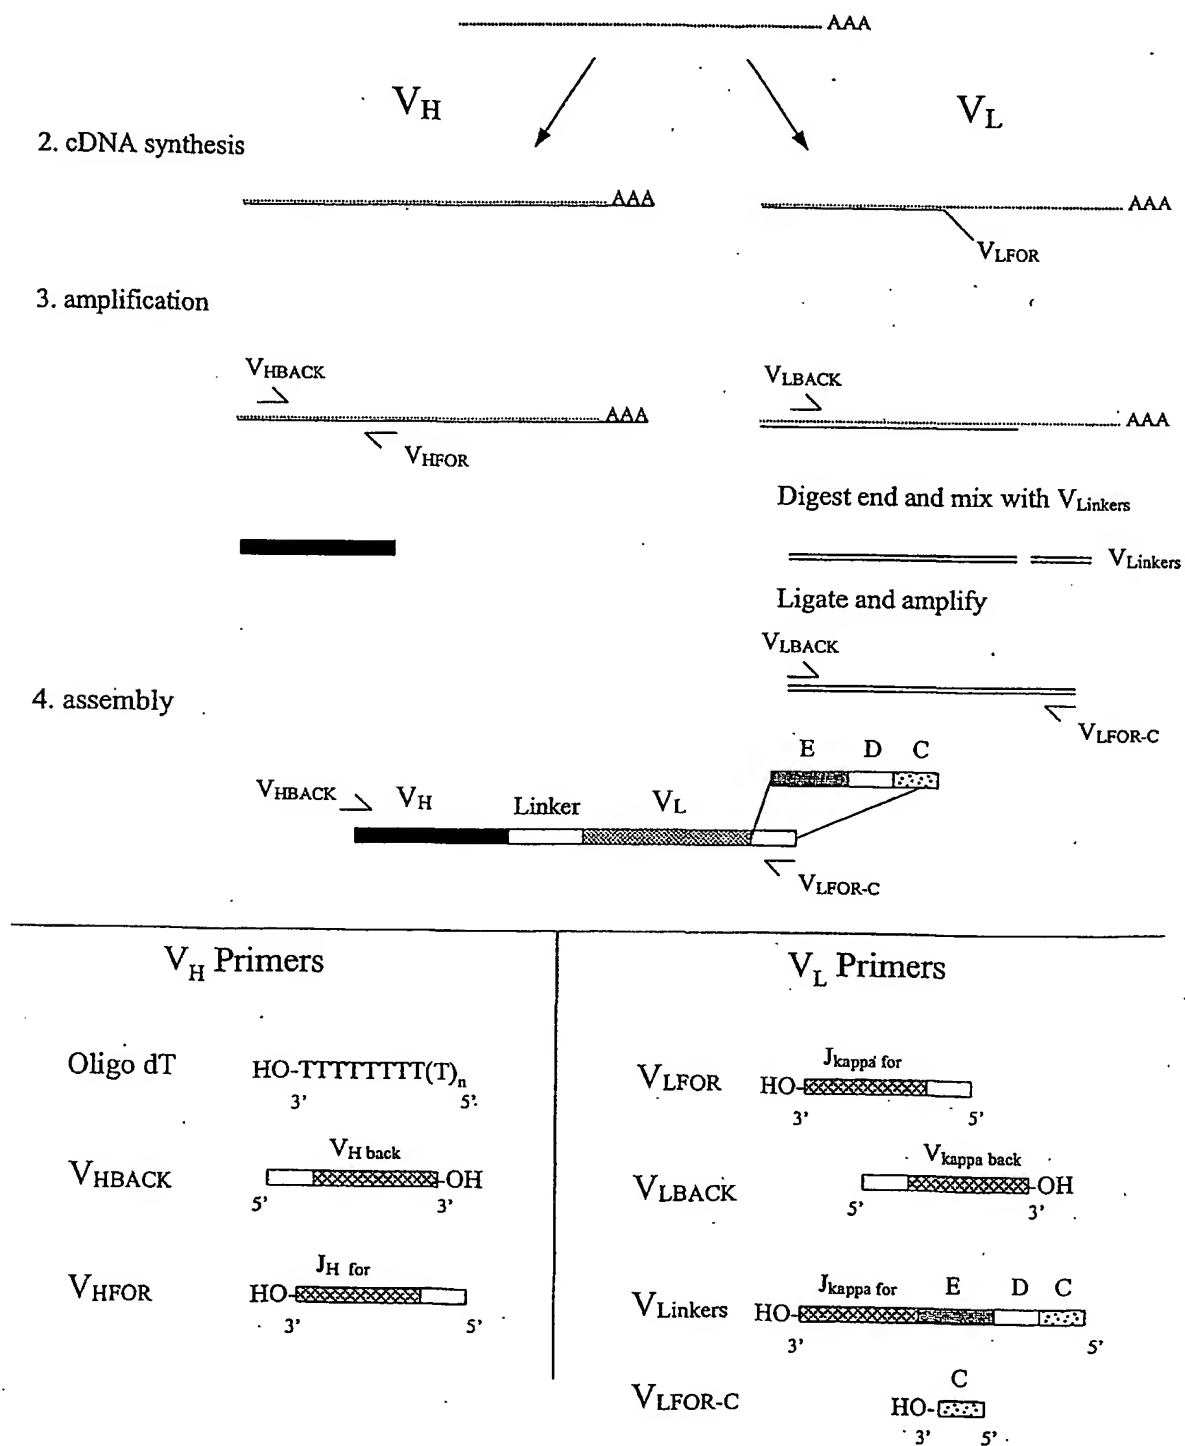 AAA
VH
VL
2. cDNA synthesis
AAA
AAA
VLFOR
3. amplification
VHBACK
VLBACK
AAA
AAA
VHFOR
Digest end and mix with VLinkers
VLinkers
Ligate and amplify
VLBACK
4. assembly
VLFOR-C
E D C
VHBACK
VH
Linker
VL
VLFOR-C
VH Primers
VL Primers
Oligo dT
HO-TTTTTTTTT(T)n
3' 5'
VHBACK
VH back
-OH
5' 3'
VHFOR
JH for
HO-
3' 5'
VLFOR
Jkappa for
HO-
3' 5'
VLBACK
Vkappa back
-OH
5' 3'
VLinkers
Jkappa for E D C
HO-
3' 5'
VLFOR-C
C
HO-
3' 5'